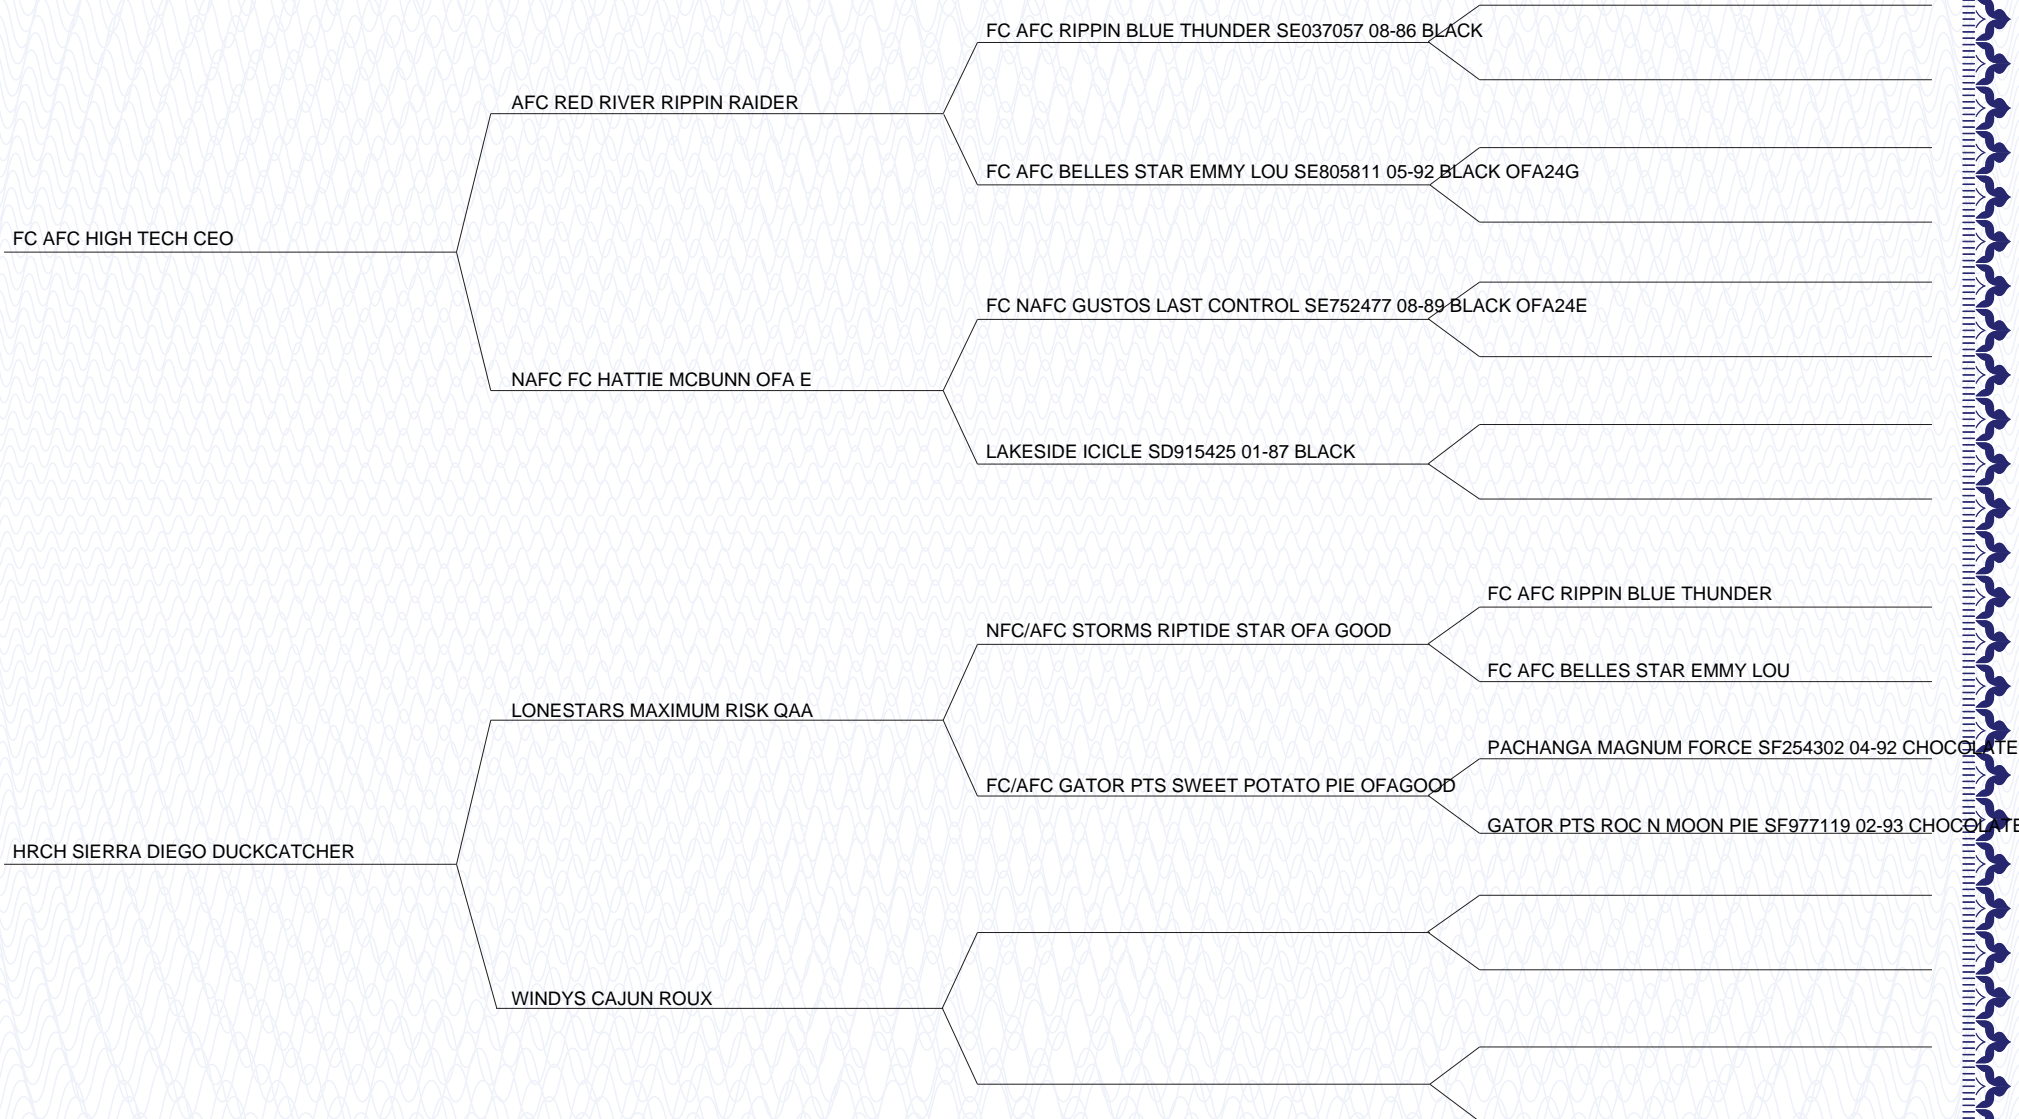 FC AFC RIPPIN BLUE THUNDER SE037057 08-86 BLACK
AFC RED RIVER RIPPIN RAIDER
FC AFC BELLES STAR EMMY LOU SE805811 05-92 BLACK OFA24G
FC AFC HIGH TECH CEO
FC NAFC GUSTOS LAST CONTROL SE752477 08-89 BLACK OFA24E
NAFC FC HATTIE MCBUNN OFA E
LAKESIDE ICICLE SD915425 01-87 BLACK
FC AFC RIPPIN BLUE THUNDER
NFC/AFC STORMS RIPTIDE STAR OFA GOOD
FC AFC BELLES STAR EMMY LOU
LONESTARS MAXIMUM RISK QAA
PACHANGA MAGNUM FORCE SF254302 04-92 CHOCOLATE
FC/AFC GATOR PTS SWEET POTATO PIE OFAGOOD
GATOR PTS ROC N MOON PIE SF977119 02-93 CHOCOLATE
HRCH SIERRA DIEGO DUCKCATCHER
WINDYS CAJUN ROUX